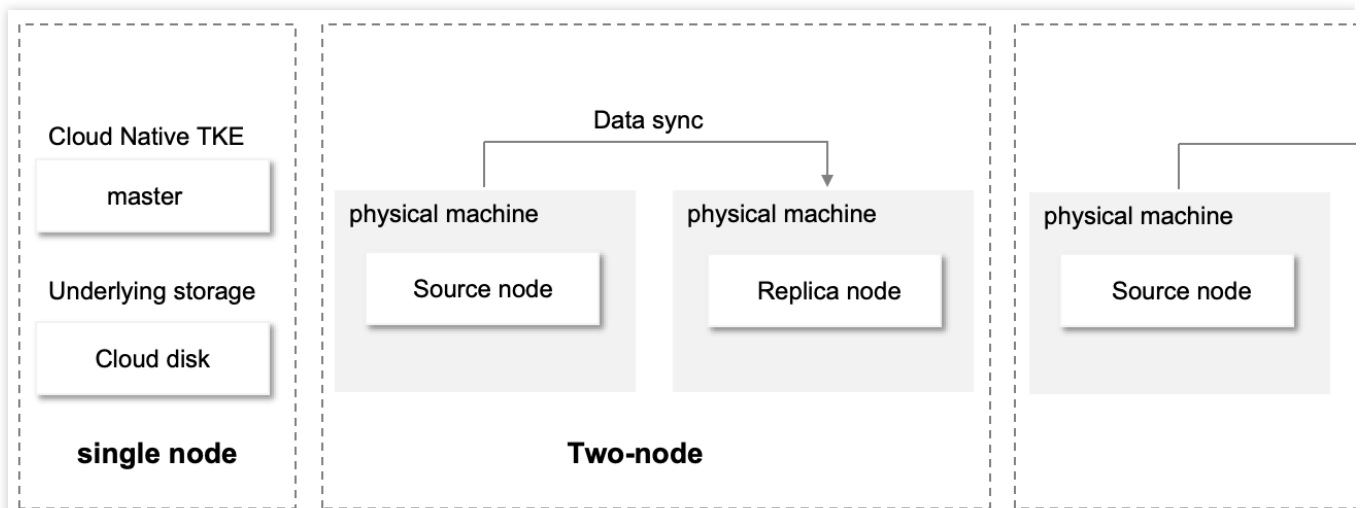 Cloud Native TKE
master
Underlying storage
Cloud disk
single node
Data sync
physical machine
Source node
physical machine
Replica node
Two-node
physical machine
Source node